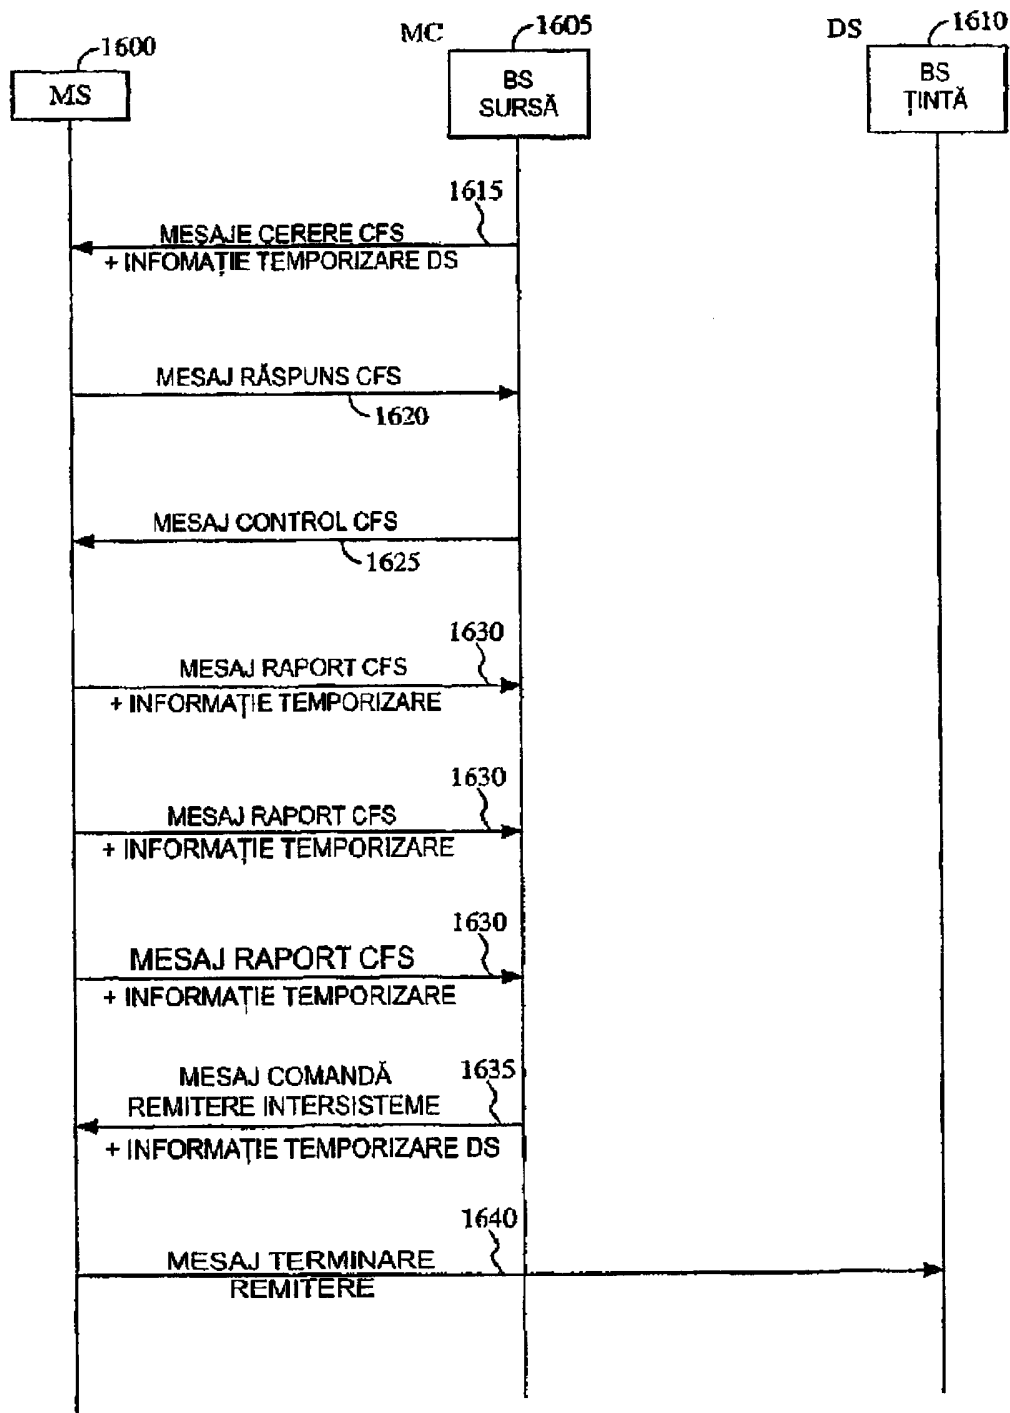 1600
MC
1605
DS
1610
MS
BS
SURSĂ
BS
ȚINTĂ
1615
MESAJE CERERE CFS
+ INFOMAȚIE TEMPORIZARE DS
MESAJ RĂSPUNS CFS
1620
MESAJ CONTROL CFS
1625
1630
MESAJ RAPORT CFS
+ INFORMAȚIE TEMPORIZARE
1630
MESAJ RAPORT CFS
+ INFORMAȚIE TEMPORIZARE
1630
MESAJ RAPORT CFS
+ INFORMAȚIE TEMPORIZARE
1635
MESAJ COMANDĂ
REMITERE INTERSISTEME
+ INFORMAȚIE TEMPORIZARE DS
1640
MESAJ TERMINARE
REMITERE